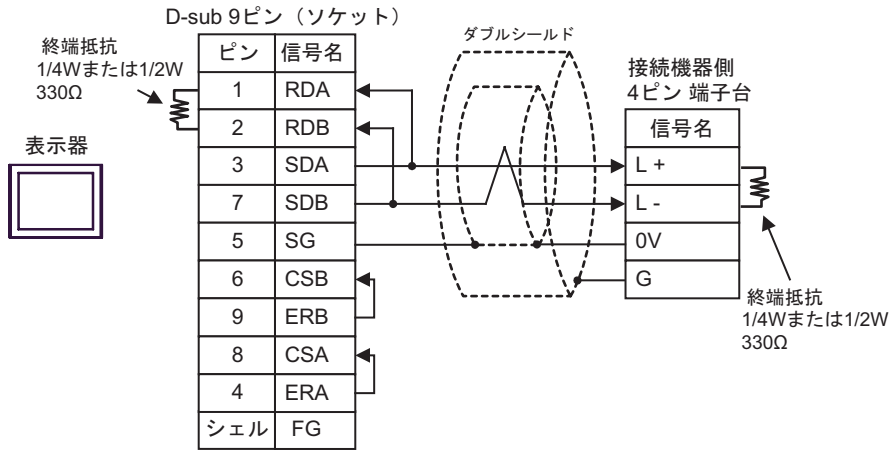 D-sub 9ピン（ソケット）
終端抵抗
1/4Wまたは1/2W
330Ω
表示器
ピン 信号名
1 RDA
2 RDB
3 SDA
7 SDB
5 SG
6 CSB
9 ERB
8 CSA
4 ERA
シェル FG
ダブルシールド
接続機器側
4ピン 端子台
信号名
L +
L -
0V
G
終端抵抗
1/4Wまたは1/2W
330Ω